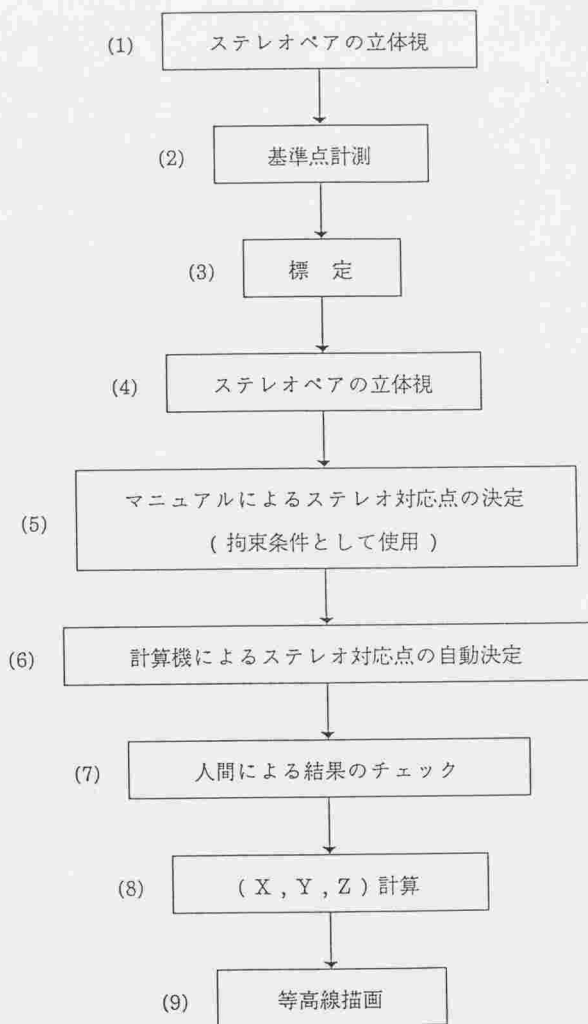 (1) ステレオペアの立体視
(2) 基準点計測
(3) 標 定
(4) ステレオペアの立体視
(5) マニュアルによるステレオ対応点の決定
( 拘束条件として使用 )
(6) 計算機によるステレオ対応点の自動決定
(7) 人間による結果のチェック
(8) ( X , Y , Z ) 計算
(9) 等高線描画